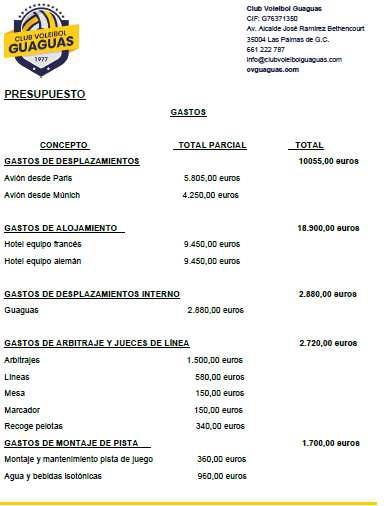 CLUB VOLEIBOL
GUAGUAS
1977
Club Voleibol Guaguas
CIF: G76371350
Av. Alcalde José Ramírez Bethencourt
35004 Las Palmas de G.C.
661 222 787
info@clubvoleibolguaguas.com
cvguaguas.com
PRESUPUESTO
GASTOS
CONCEPTO TOTAL PARCIAL TOTAL
GASTOS DE DESPLAZAMIENTOS 10055,00 euros
Avión desde París 5.805,00 euros
Avión desde Múnich 4.250,00 euros
GASTOS DE ALOJAMIENTO 18.900,00 euros
Hotel equipo francés 9.450,00 euros
Hotel equipo alemán 9.450,00 euros
GASTOS DE DESPLAZAMIENTOS INTERNO 2.880,00 euros
Guaguas 2.880,00 euros
GASTOS DE ARBITRAJE Y JUECES DE LÍNEA 2.720,00 euros
Arbitrajes 1.500,00 euros
Líneas 580,00 euros
Mesa 150,00 euros
Marcador 150,00 euros
Recoge pelotas 340,00 euros
GASTOS DE MONTAJE DE PISTA 1.700,00 euros
Montaje y mantenimiento pista de juego 360,00 euros
Agua y bebidas isotónicas 960,00 euros